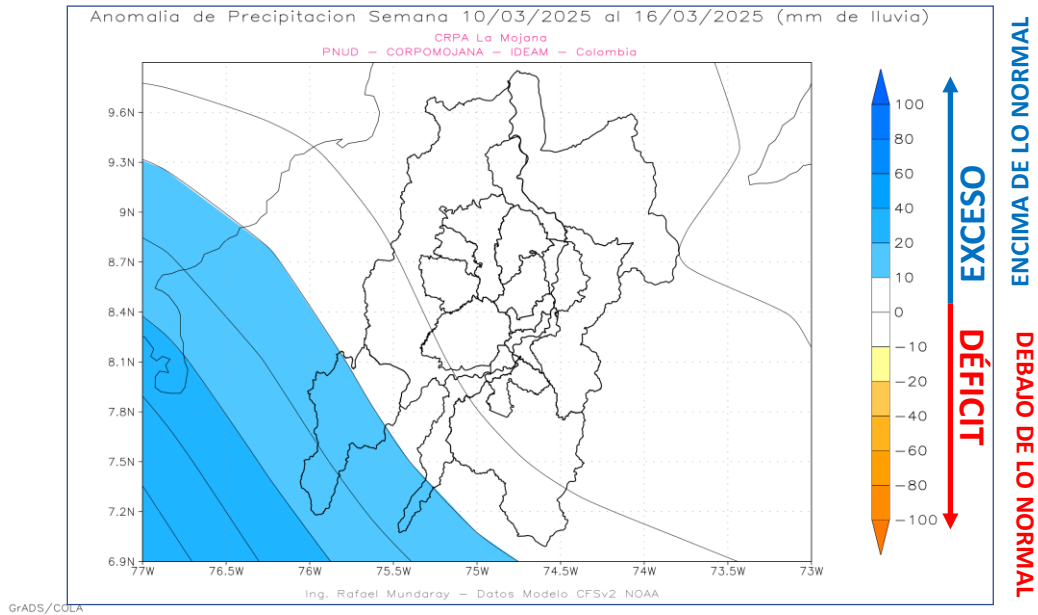 Anomalia de Precipitacion Semana 10/03/2025 al 16/03/2025 (mm de lluvia)
CRPA La Mojana
PNUD – CORPOMOJANA – IDEAM – Colombia
9.6N
9.3N
9N
8.7N
8.4N
8.1N
7.8N
7.5N
7.2N
6.9N
77W 76.5W 76W 75.5W 75W 74.5W 74W 73.5W 73W
100
80
60
40
20
10
0
−10
−20
−40
−60
−80
−100
EXCESO
DÉFICIT
ENCIMA DE LO NORMAL
DEBAJO DE LO NORMAL
Ing. Rafael Mundaray – Datos Modelo CFSv2 NOAA
GrADS/COLA